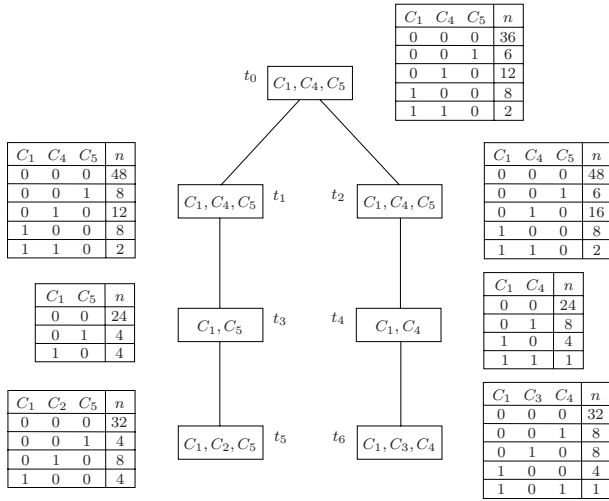 C1 C4 C5 n
0 0 0 36
0 0 1 6
0 1 0 12
1 0 0 8
1 1 0 2
t0
C1, C4, C5
C1 C4 C5 n
0 0 0 48
0 0 1 8
0 1 0 12
1 0 0 8
1 1 0 2
C1, C4, C5
t1
t2
C1, C4, C5
C1 C4 C5 n
0 0 0 48
0 0 1 6
0 1 0 16
1 0 0 8
1 1 0 2
C1 C5 n
0 0 24
0 1 4
1 0 4
C1, C5
t3
t4
C1, C4
C1 C4 n
0 0 24
0 1 8
1 0 4
1 1 1
C1 C2 C5 n
0 0 0 32
0 0 1 4
0 1 0 8
1 0 0 4
C1, C2, C5
t5
t6
C1, C3, C4
C1 C3 C4 n
0 0 0 32
0 0 1 8
0 1 0 8
1 0 0 4
1 0 1 1